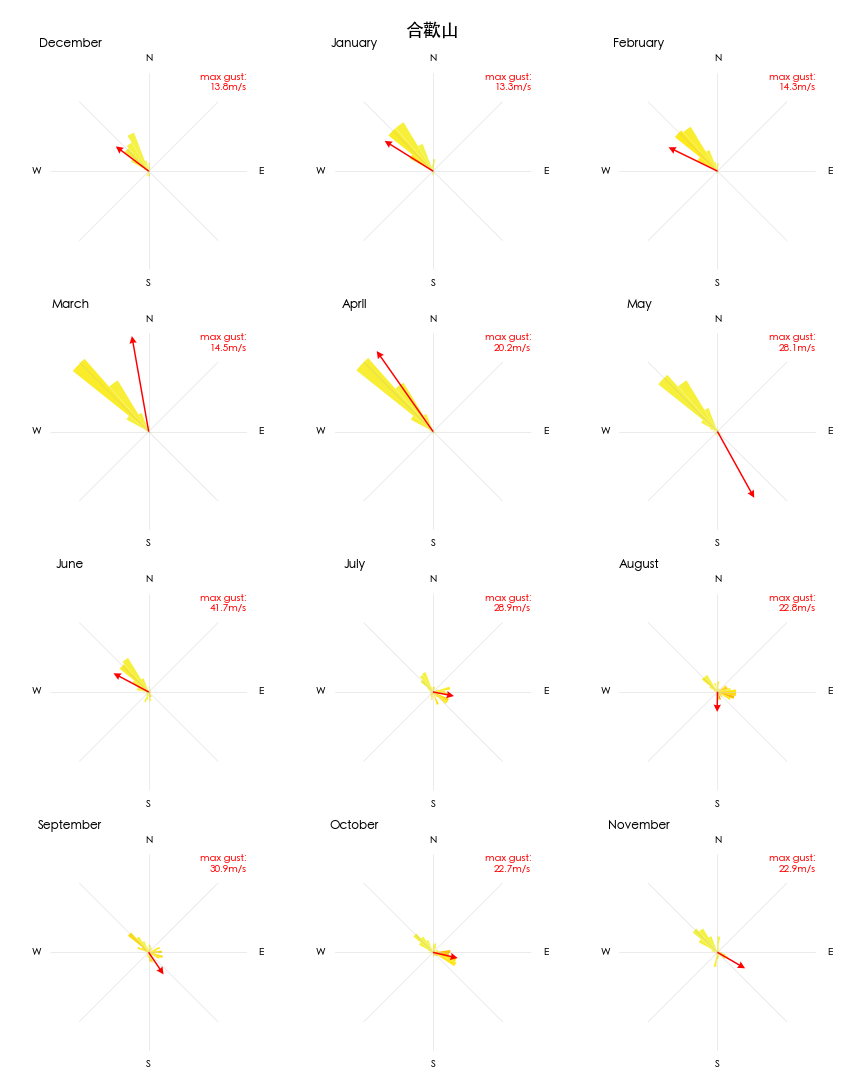 合歡山
December
N
max gust:
13.8m/s
W
E
S
January
N
max gust:
13.3m/s
W
E
S
February
N
max gust:
14.3m/s
W
E
S
March
N
max gust:
14.5m/s
W
E
S
April
N
max gust:
20.2m/s
W
E
S
May
N
max gust:
28.1m/s
W
E
S
June
N
max gust:
41.7m/s
W
E
S
July
N
max gust:
28.9m/s
W
E
S
August
N
max gust:
22.8m/s
W
E
S
September
N
max gust:
30.9m/s
W
E
S
October
N
max gust:
22.7m/s
W
E
S
November
N
max gust:
22.9m/s
W
E
S